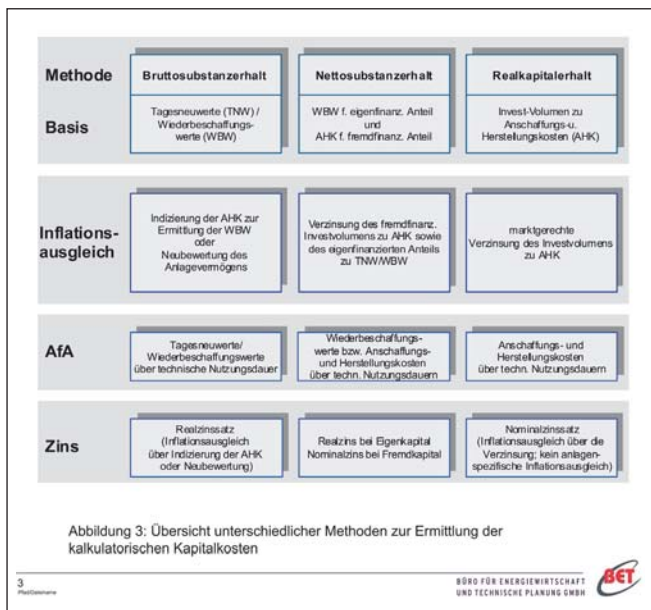 Methode
Bruttosubstanzerhalt
Nettosubstanzerhalt
Realkapitalerhalt
Basis
Tagesneuwerte (TNW) /
Wiederbeschaffungs-
werte (WBW)
WBW f. eigenfinanz. Anteil
und
AHK f. fremdfinanz. Anteil
Invest-Volumen zu
Anschaffungs-u.
Herstellungskosten (AHK)
Inflations-
ausgleich
Indizierung der AHK zur
Ermittlung der WBW
oder
Neubewertung des
Anlagevermögens
Verzinsung des fremdfinanz.
Investvolumens zu AHK sowie
des eigenfinanzierten Anteils
zu TNW/WBW
marktgerechte
Verzinsung des Investvolumens
zu AHK
AfA
Tagesneuwerte/
Wiederbeschaffungswerte
über technische Nutzungsdauer
Wiederbeschaffungs-
werte bzw. Anschaffungs-
und Herstellungskosten
über techn. Nutzungsdauern
Anschaffungs- und
Herstellungskosten
über techn. Nutzungsdauern
Zins
Realzinssatz
(Inflationsausgleich
über Indizierung der AHK
oder Neubewertung)
Realzins bei Eigenkapital
Nominalzins bei Fremdkapital
Nominalzinssatz
(Inflationsausgleich über die
Verzinsung; kein anlagen-
spezifische Inflationsausgleich)
Abbildung 3: Übersicht unterschiedlicher Methoden zur Ermittlung der
kalkulatorischen Kapitalkosten
3
Pfad/Dateiname
BÜRO FÜR ENERGIEWIRTSCHAFT
UND TECHNISCHE PLANUNG GMBH
BET